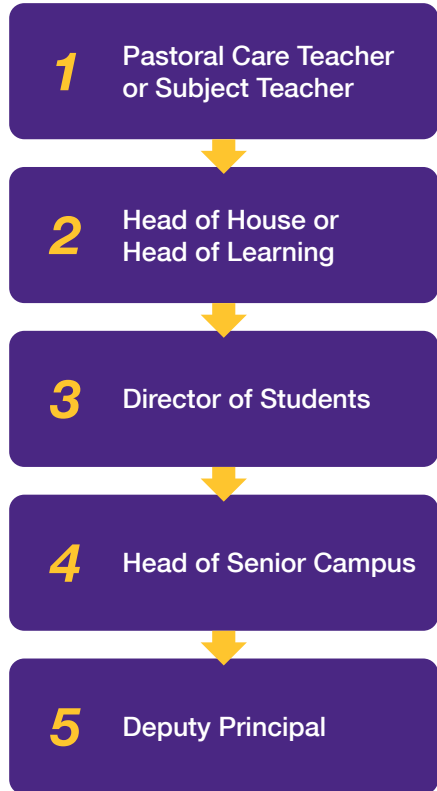 1
Pastoral Care Teacher
or Subject Teacher
2
Head of House or
Head of Learning
3
Director of Students
4
Head of Senior Campus
5
Deputy Principal